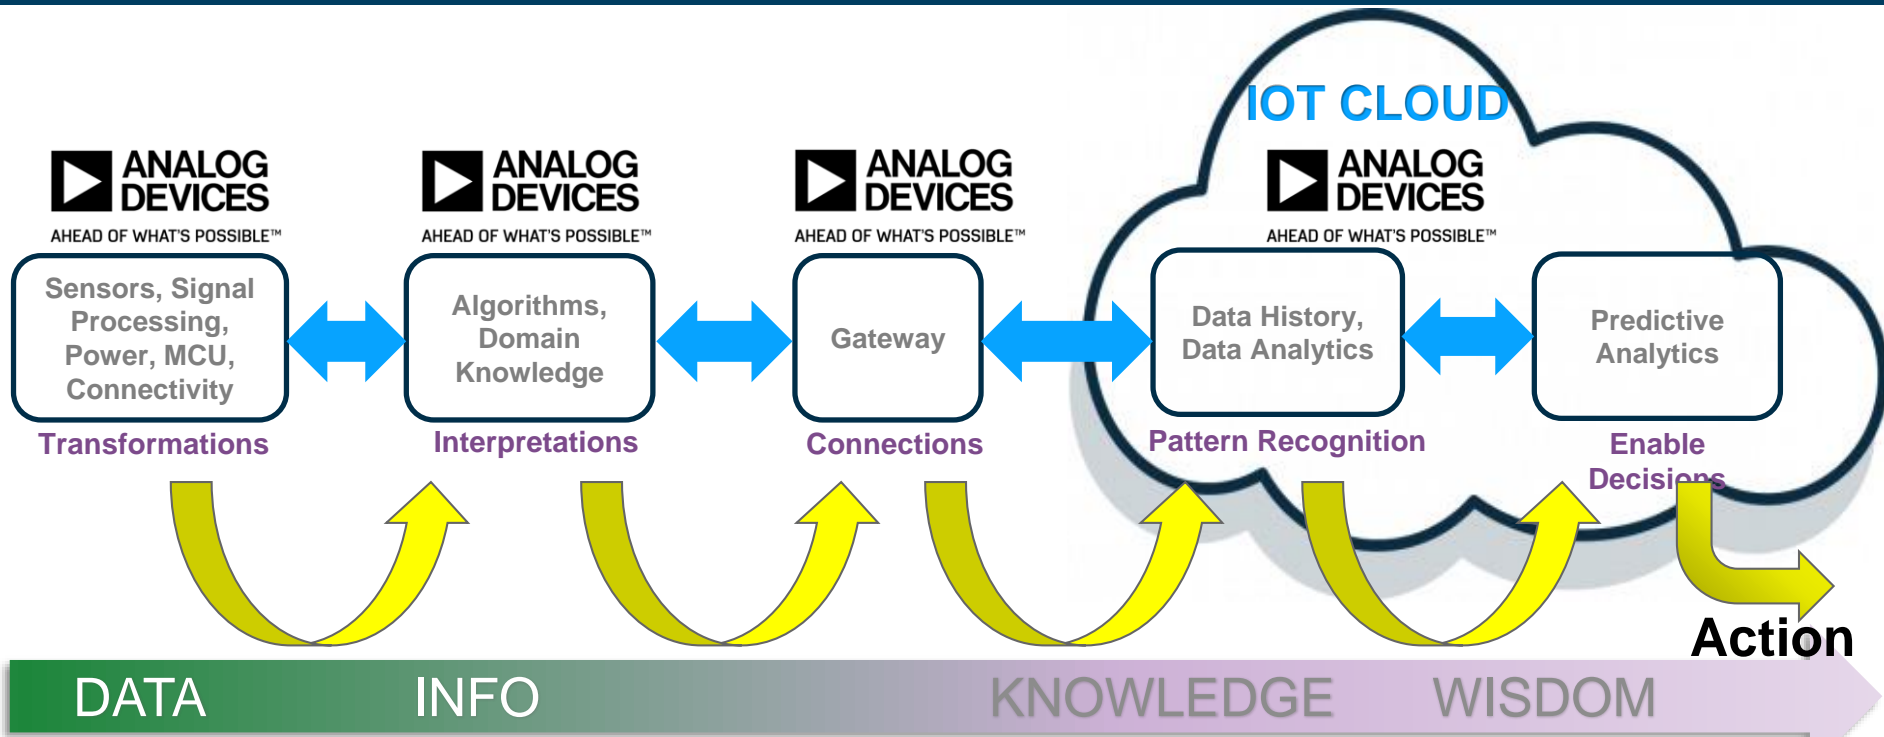 IOT CLOUD
ANALOG
DEVICES
AHEAD OF WHAT'S POSSIBLE™
ANALOG
DEVICES
AHEAD OF WHAT'S POSSIBLE™
ANALOG
DEVICES
AHEAD OF WHAT'S POSSIBLE™
ANALOG
DEVICES
AHEAD OF WHAT'S POSSIBLE™
Sensors, Signal
Processing,
Power, MCU,
Connectivity
Algorithms,
Domain
Knowledge
Gateway
Data History,
Data Analytics
Predictive
Analytics
Transformations
Interpretations
Connections
Pattern Recognition
Enable
Decisions
Action
DATA
INFO
KNOWLEDGE
WISDOM